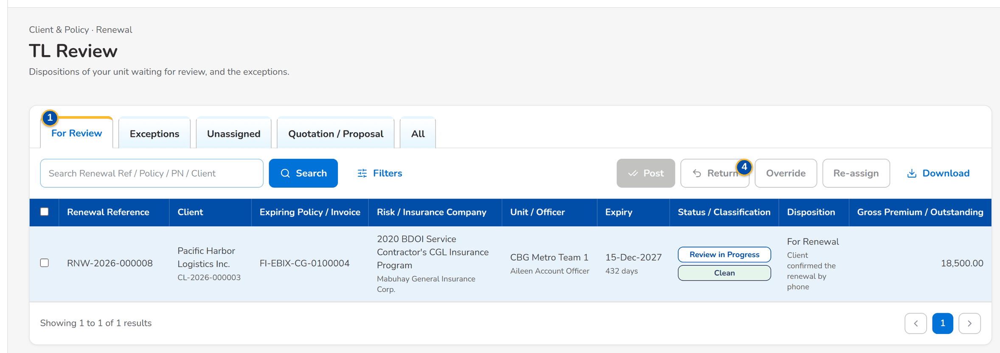 Client & Policy · Renewal
TL Review
Dispositions of your unit waiting for review, and the exceptions.
1
For Review
Exceptions
Unassigned
Quotation / Proposal
All
Search Renewal Ref / Policy / PN / Client
Search
Filters
Post
Return
4
Override
Re-assign
Download
Renewal Reference
Client
Expiring Policy / Invoice
Risk / Insurance Company
Unit / Officer
Expiry
Status / Classification
Disposition
Gross Premium / Outstanding
RNW-2026-000008
Pacific Harbor
Logistics Inc.
CL-2026-000003
FI-EBIX-CG-0100004
2020 BDOI Service
Contractor's CGL Insurance
Program
Mabuhay General Insurance
Corp.
CBG Metro Team 1
Aileen Account Officer
15-Dec-2027
432 days
Review in Progress
Clean
For Renewal
Client
confirmed the
renewal by
phone
18,500.00
Showing 1 to 1 of 1 results
1